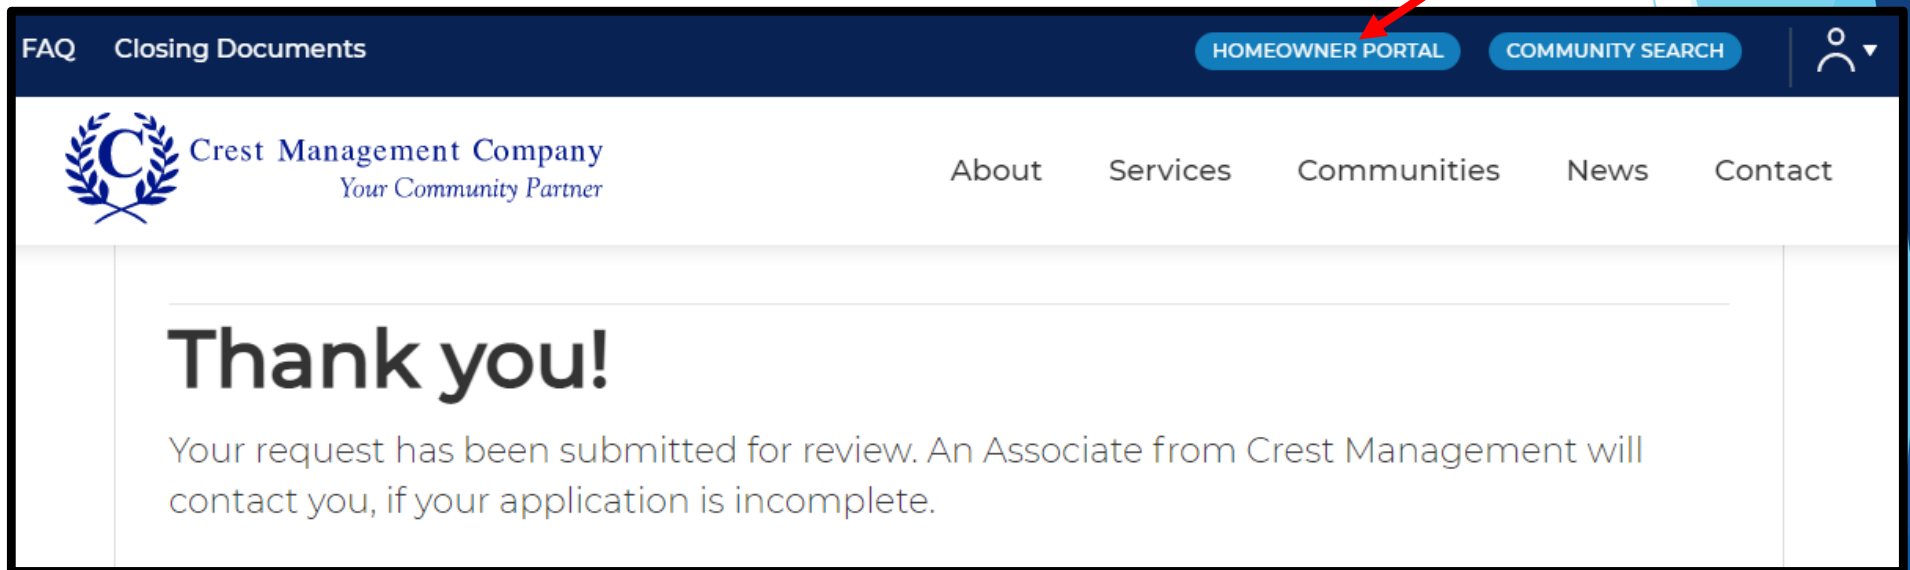 FAQ Closing Documents HOMEOWNER PORTAL COMMUNITY SEARCH
C
Crest Management Company
Your Community Partner
About Services Communities News Contact
Thank you!
Your request has been submitted for review. An Associate from Crest Management will
contact you, if your application is incomplete.